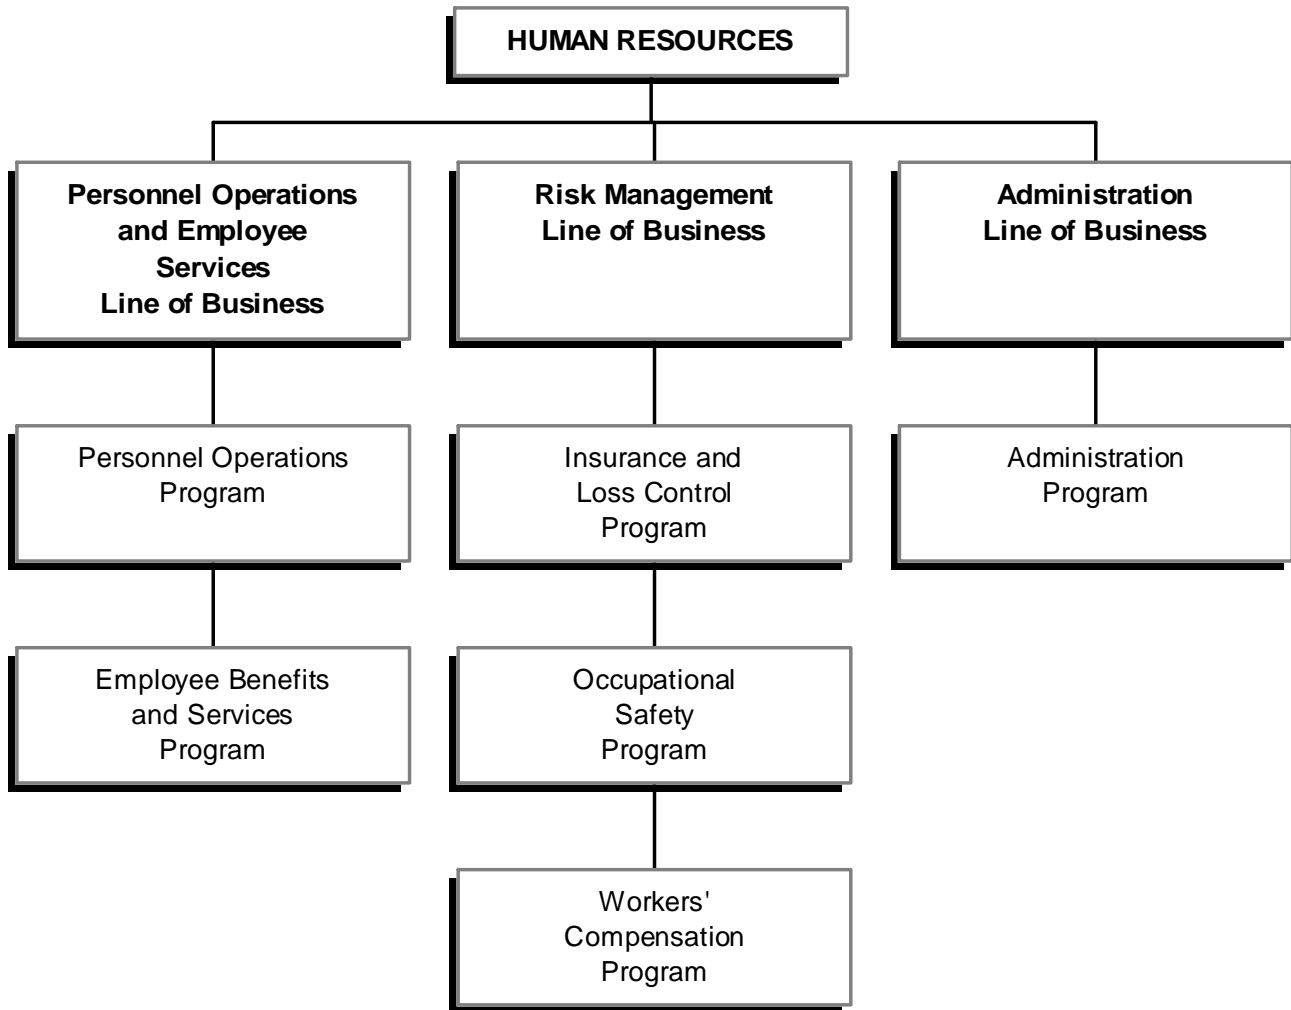 HUMAN RESOURCES
Personnel Operations
and Employee
Services
Line of Business
Risk Management
Line of Business
Administration
Line of Business
Personnel Operations
Program
Insurance and
Loss Control
Program
Administration
Program
Employee Benefits
and Services
Program
Occupational
Safety
Program
Workers'
Compensation
Program